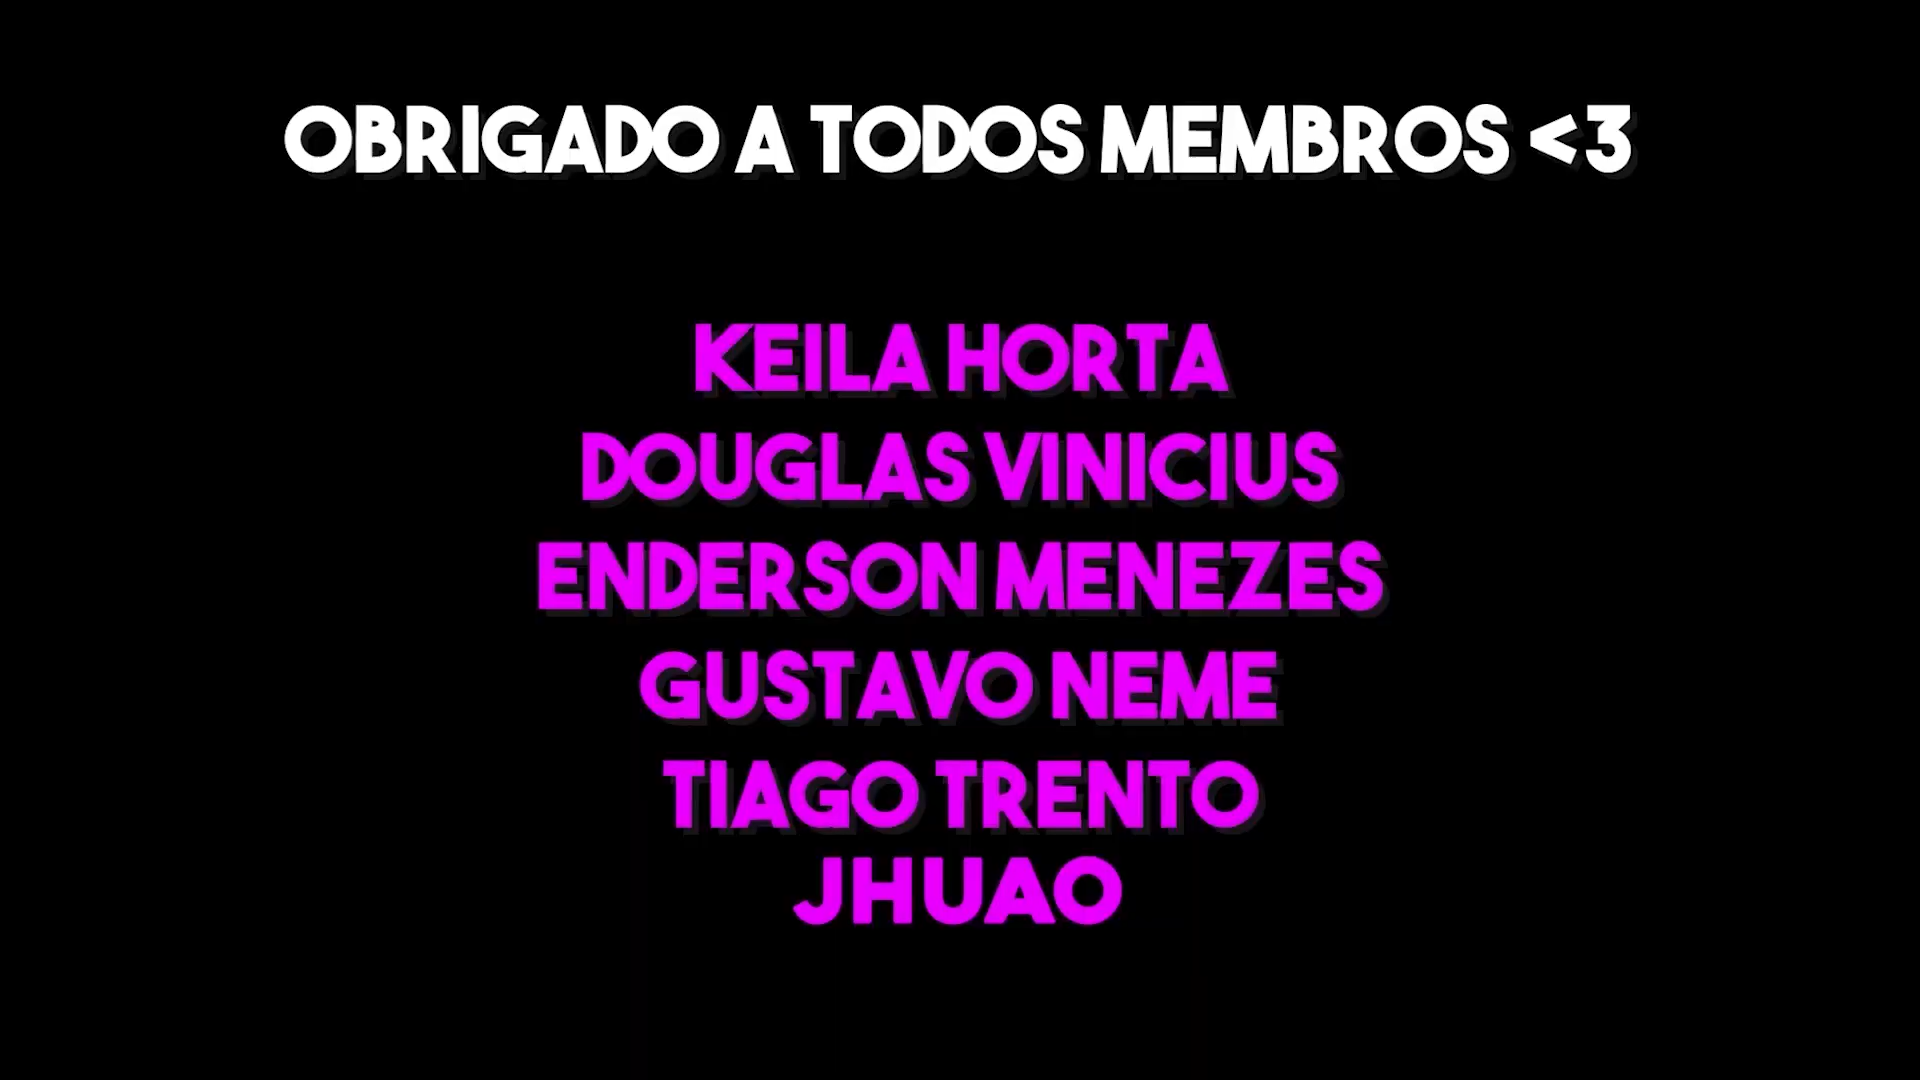 OBRIGADO A TODOS MEMBROS <3
KEILA HORTA
DOUGLAS VINICIUS
ENDERSON MENEZES
GUSTAVO NEME
TIAGO TRENTO
JHUAO